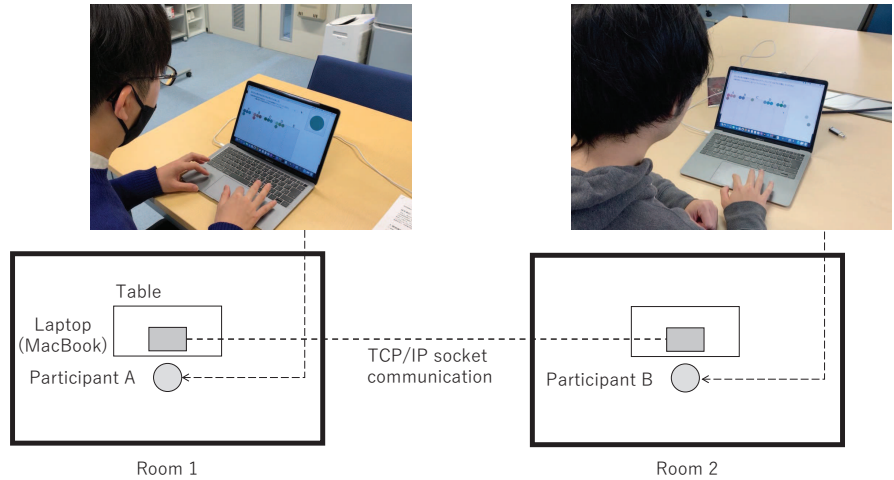 Table
Laptop
(MacBook)
Participant A
TCP/IP socket
communication
Participant B
Room 1
Room 2